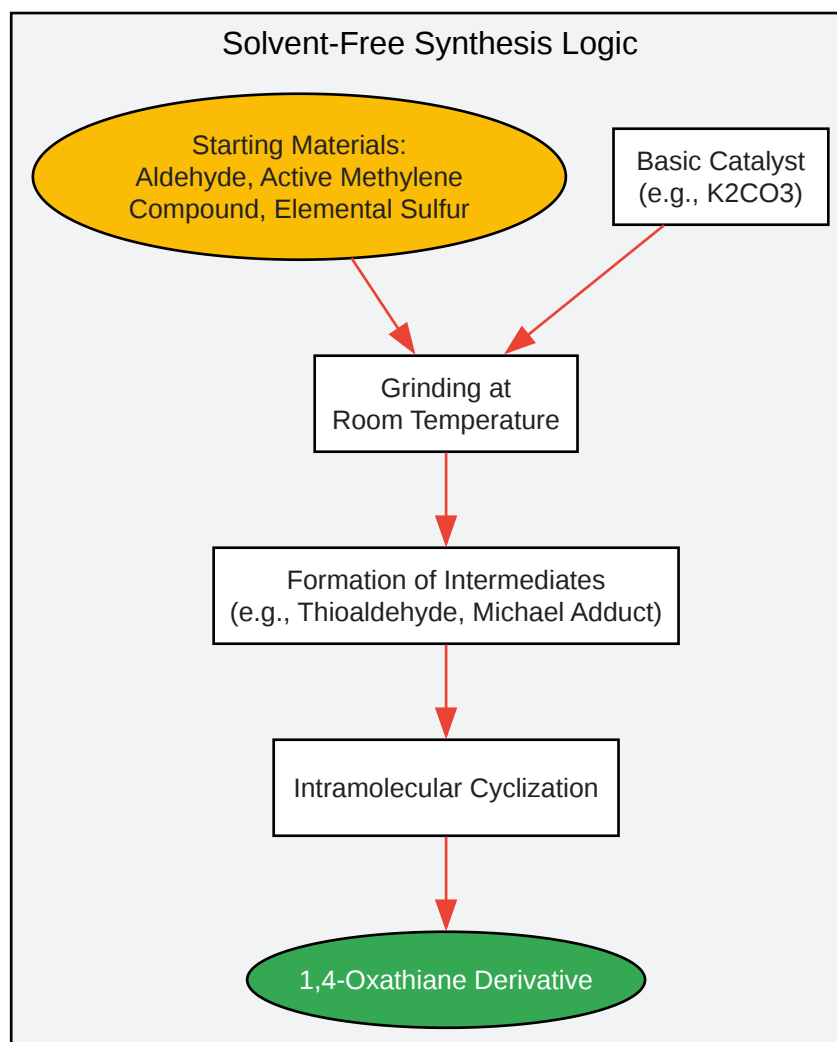 Solvent-Free Synthesis Logic
Starting Materials:
Aldehyde, Active Methylene
Compound, Elemental Sulfur
Basic Catalyst
(e.g., K2CO3)
Grinding at
Room Temperature
Formation of Intermediates
(e.g., Thioaldehyde, Michael Adduct)
Intramolecular Cyclization
1,4-Oxathiane Derivative